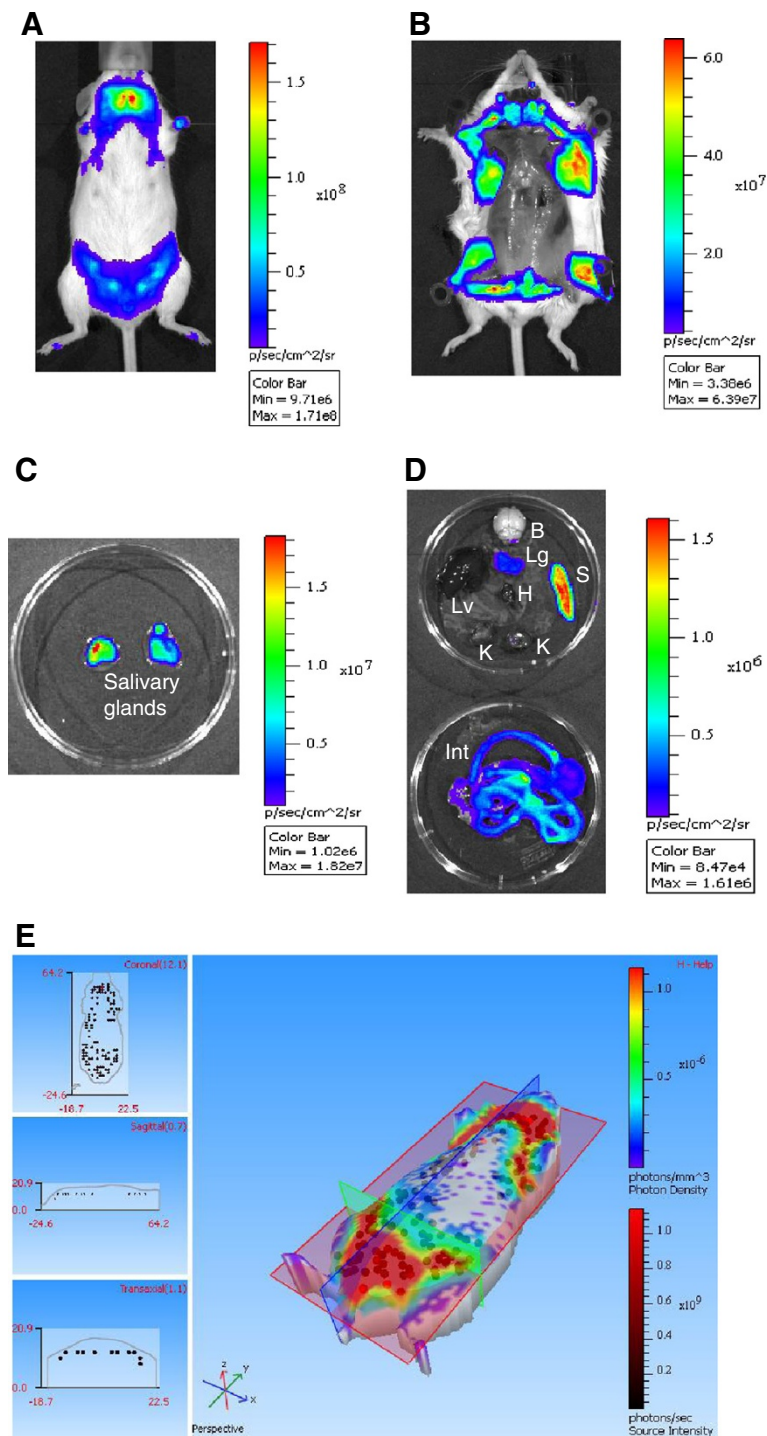 A
1.5
1.0
x10^8
0.5
p/sec/cm^2/sr
Color Bar
Min = 9.71e6
Max = 1.71e8
B
6.0
4.0
x10^7
2.0
p/sec/cm^2/sr
Color Bar
Min = 3.38e6
Max = 6.39e7
C
Salivary
glands
1.5
1.0
x10^7
0.5
p/sec/cm^2/sr
Color Bar
Min = 1.02e6
Max = 1.82e7
D
B
Lg
S
H
Lv
K
K
Int
1.5
1.0
x10^6
0.5
p/sec/cm^2/sr
Color Bar
Min = 8.47e4
Max = 1.61e6
E
Coronal(12.1)
64.2
-24.6
-18.7
22.5
Sagittal(0.7)
20.9
0.0
-24.6
64.2
Transaxial(1.1)
20.9
0.0
-18.7
22.5
H - Help
1.0
x10^-6
0.5
photons/mm^3
Photon Density
1.0
0.6
x10^9
0.2
photons/sec
Source Intensity
z
y
x
Perspective